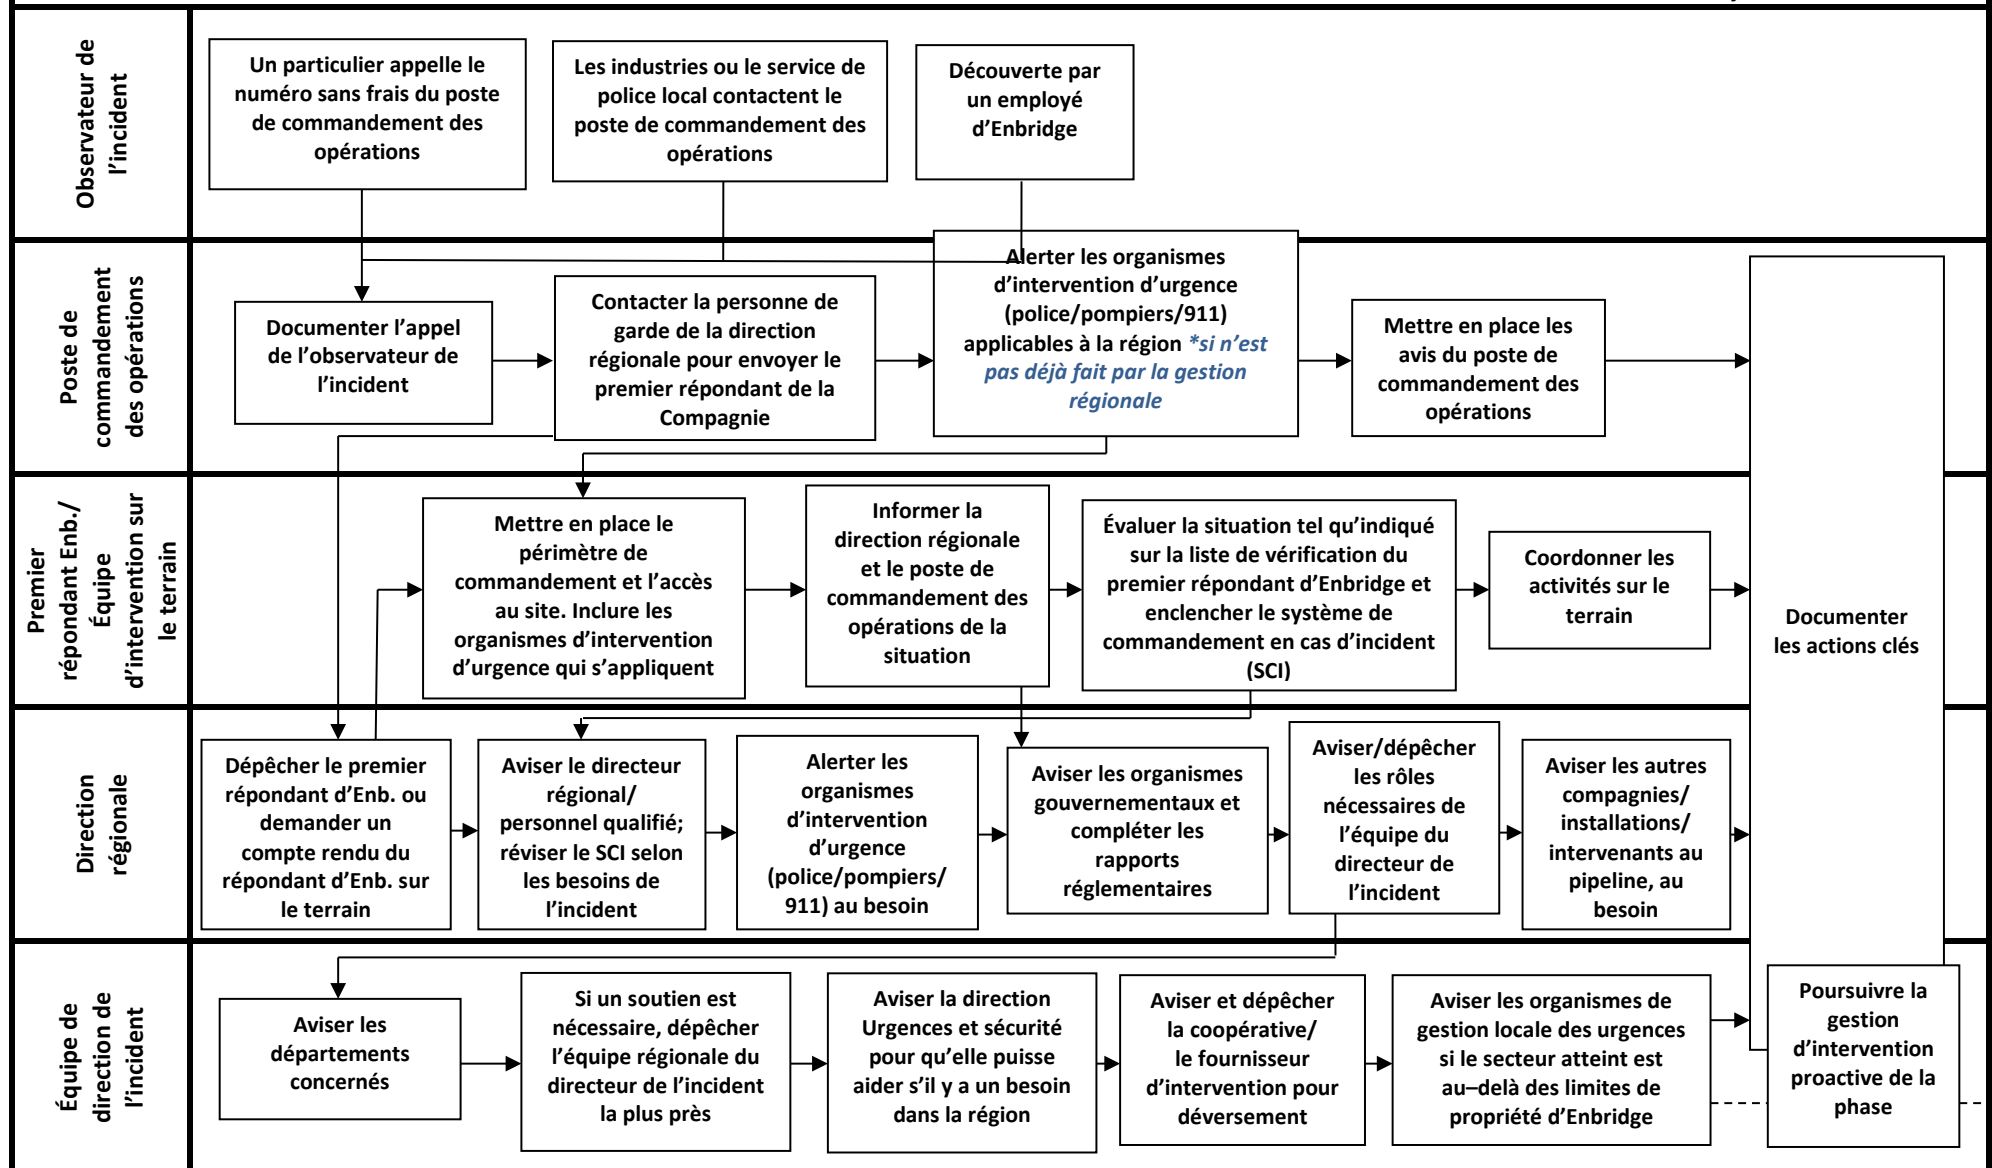 Observateur de
l'incident
Un particulier appelle le
numéro sans frais du poste
de commandement des
opérations
Les industries ou le service de
police local contactent le
poste de commandement des
opérations
Découverte par
un employé
d'Enbridge
Poste de
commandement
des opérations
Documenter l'appel
de l'observateur de
l'incident
Contacter la personne de
garde de la direction
régionale pour envoyer le
premier répondant de la
Compagnie
Alerter les organismes
d'intervention d'urgence
(police/pompiers/911)
applicables à la région *si n'est
pas déjà fait par la gestion
régionale
Mettre en place les
avis du poste de
commandement des
opérations
Premier
répondant Enb./
Équipe
d'intervention sur
le terrain
Mettre en place le
périmètre de
commandement et l'accès
au site. Inclure les
organismes d'intervention
d'urgence qui s'appliquent
Informer la
direction régionale
et le poste de
commandement des
opérations de la
situation
Évaluer la situation tel qu'indiqué
sur la liste de vérification du
premier répondant d'Enbridge et
enclencher le système de
commandement en cas d'incident
(SCI)
Coordonner les
activités sur le
terrain
Documenter
les actions clés
Direction
régionale
Dépêcher le premier
répondant d'Enb. ou
demander un
compte rendu du
répondant d'Enb. sur
le terrain
Aviser le directeur
régional/
personnel qualifié;
réviser le SCI selon
les besoins de
l'incident
Alerter les
organismes
d'intervention
d'urgence
(police/pompiers/
911) au besoin
Aviser les organismes
gouvernementaux et
compléter les
rapports
réglementaires
Aviser/dépêcher
les rôles
nécessaires de
l'équipe du
directeur de
l'incident
Aviser les autres
compagnies/
installations/
intervenants au
pipeline, au
besoin
Équipe de
direction de
l'incident
Aviser les
départements
concernés
Si un soutien est
nécessaire, dépêcher
l'équipe régionale du
directeur de l'incident
la plus près
Aviser la direction
Urgences et sécurité
pour qu'elle puisse
aider s'il y a un besoin
dans la région
Aviser et dépêcher
la coopérative/
le fournisseur
d'intervention pour
déversement
Aviser les organismes de
gestion locale des urgences
si le secteur atteint est
au–delà des limites de
propriété d'Enbridge
Poursuivre la
gestion
d'intervention
proactive de la
phase